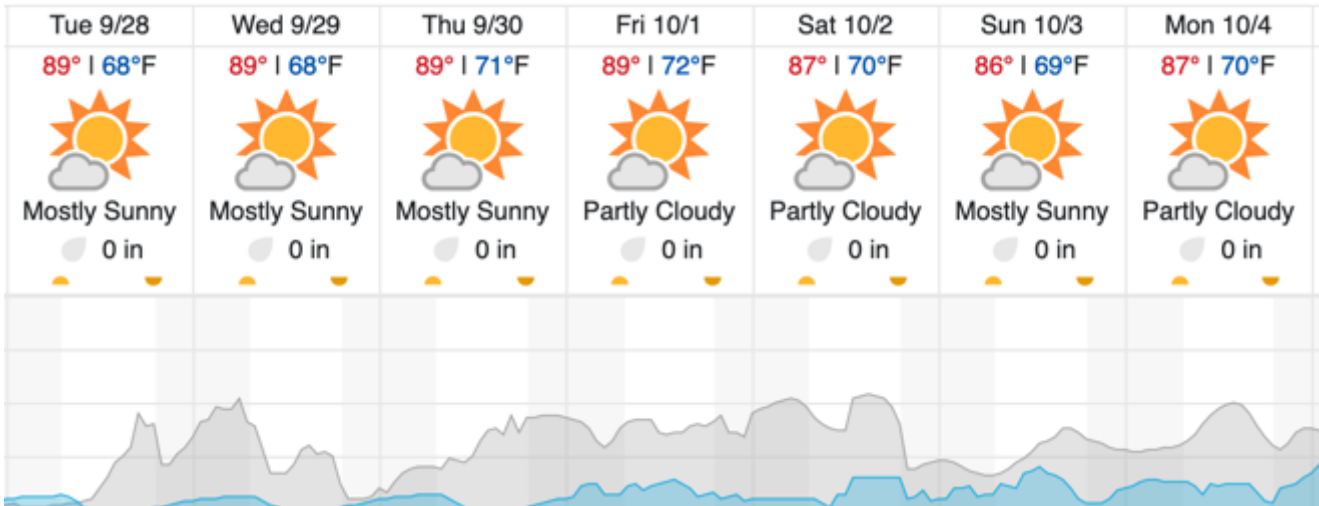 Tue 9/28 Wed 9/29 Thu 9/30 Fri 10/1 Sat 10/2 Sun 10/3 Mon 10/4
89° | 68°F 89° | 68°F 89° | 71°F 89° | 72°F 87° | 70°F 86° | 69°F 87° | 70°F
Mostly Sunny Mostly Sunny Mostly Sunny Partly Cloudy Partly Cloudy Mostly Sunny Partly Cloudy
0 in 0 in 0 in 0 in 0 in 0 in 0 in